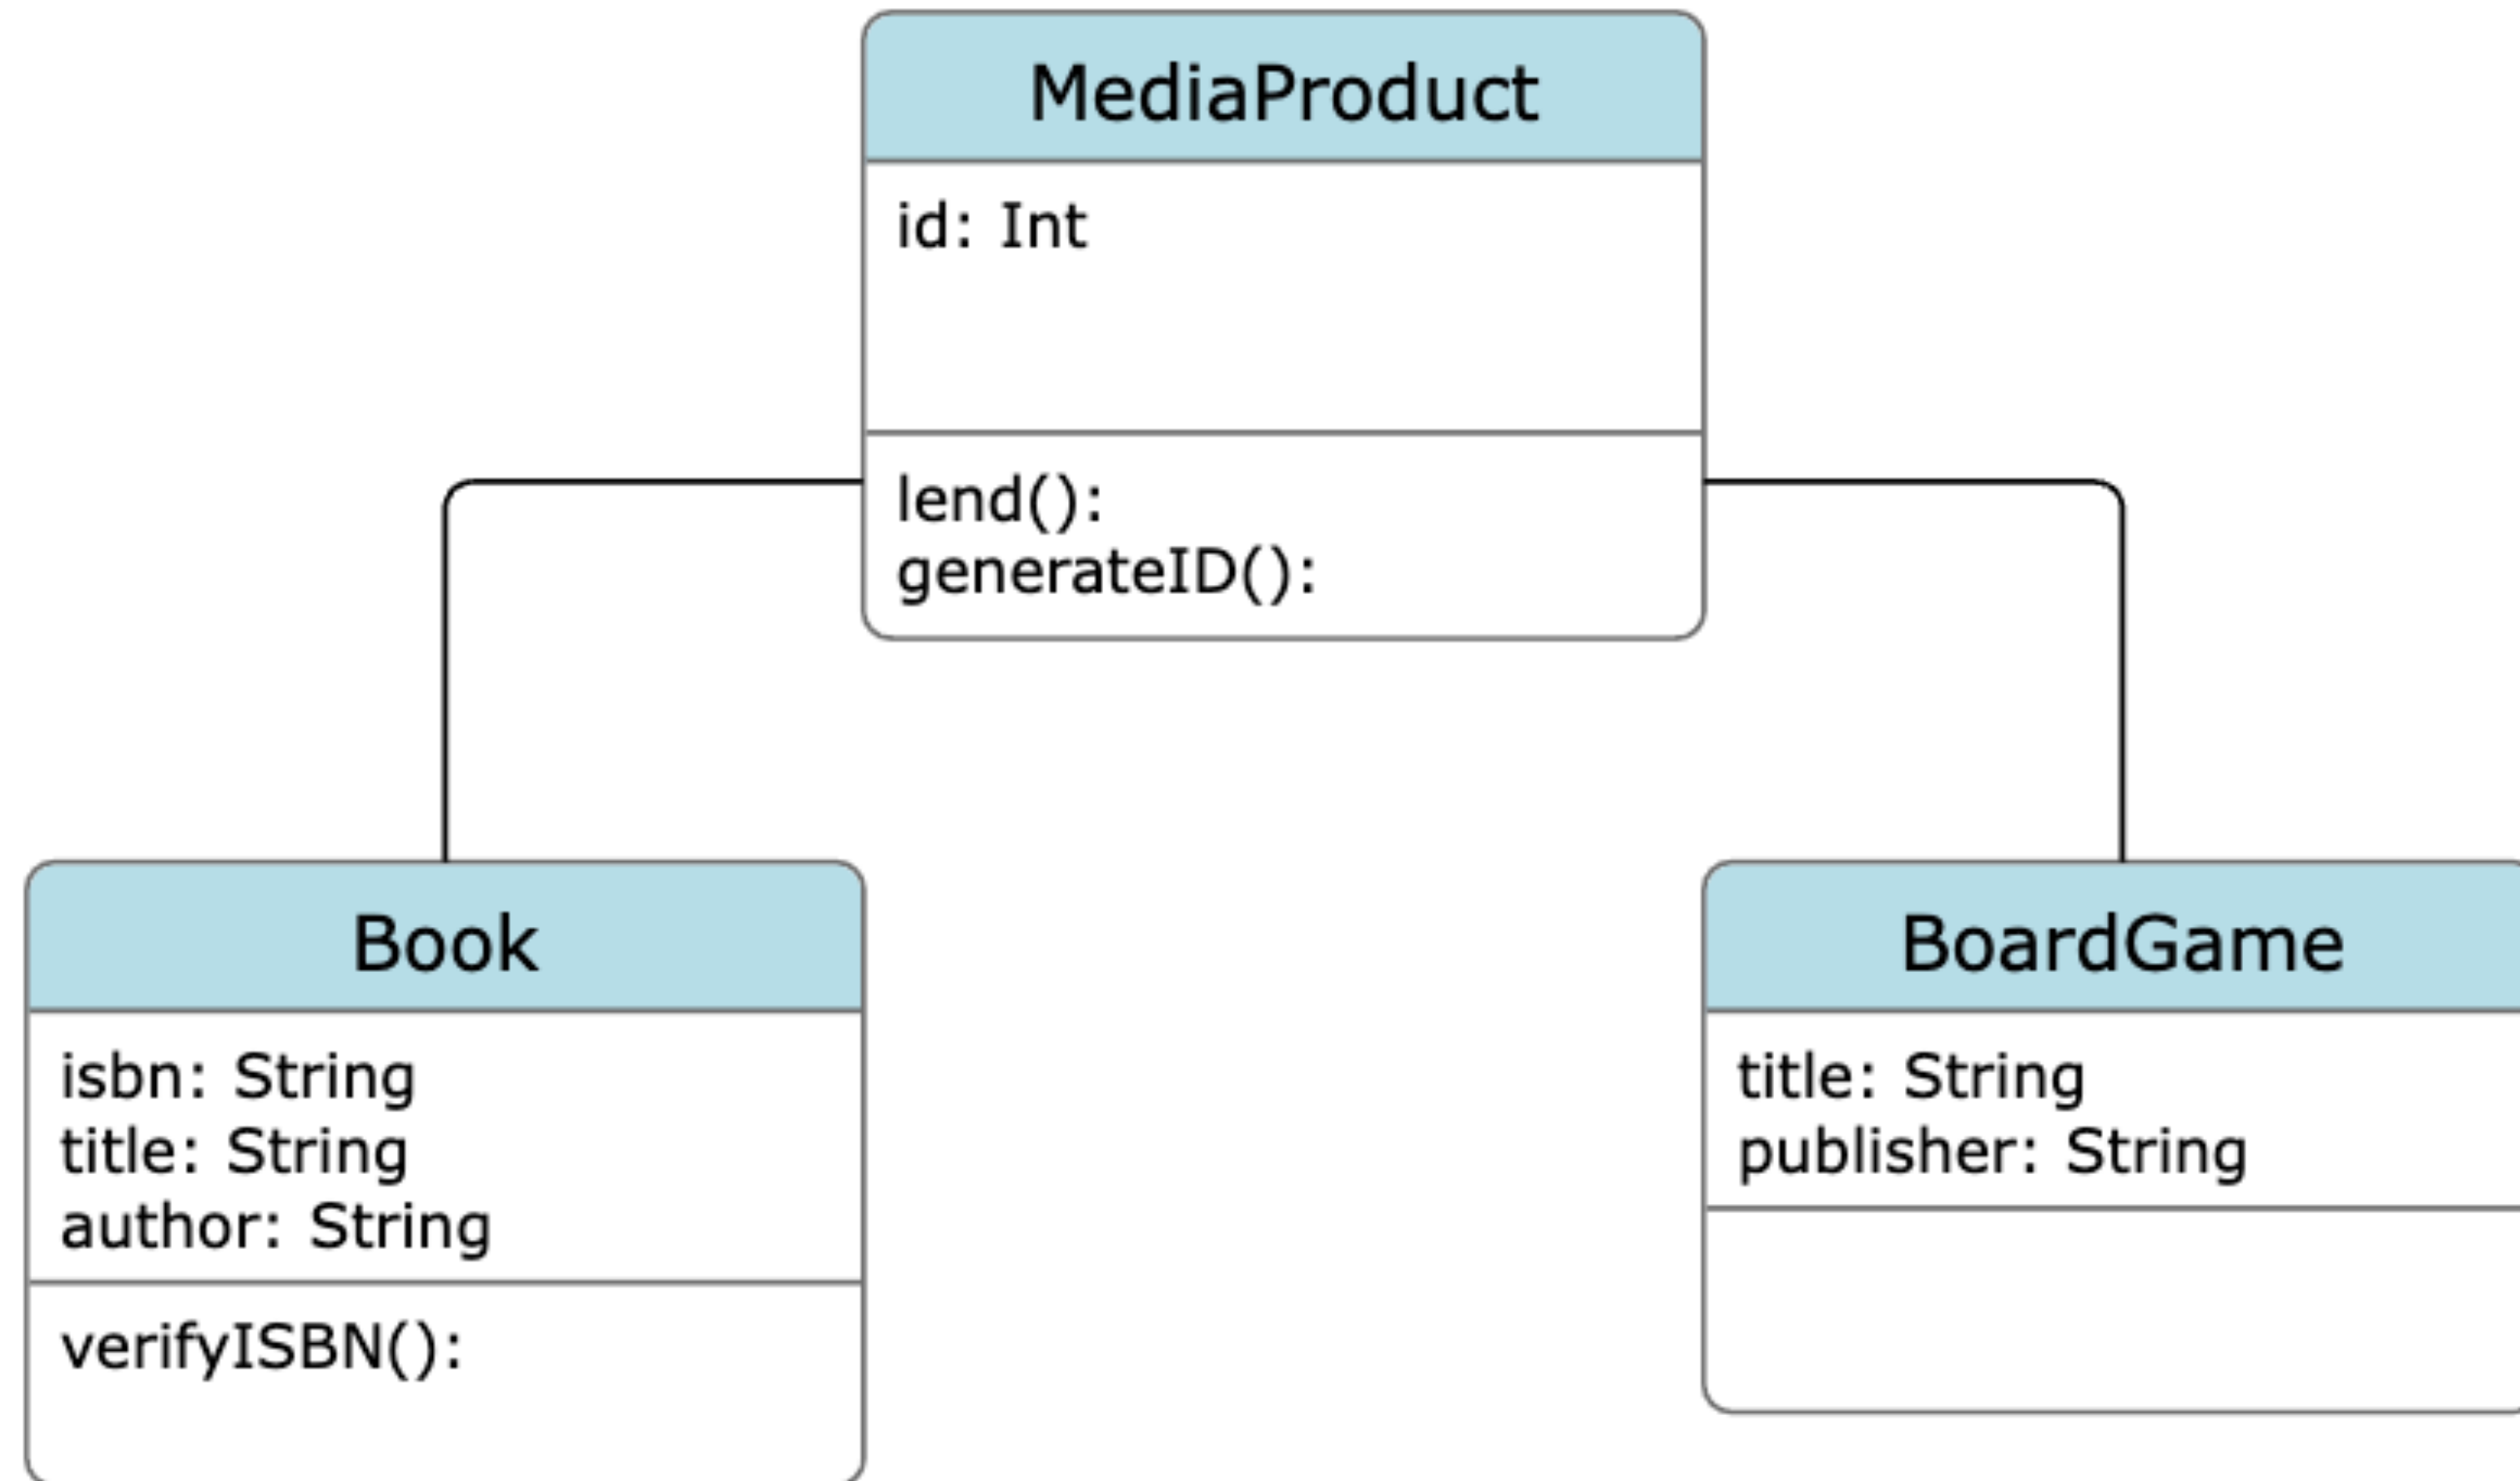 MediaProduct
id: Int
lend():
generateID():
Book
isbn: String
title: String
author: String
verifyISBN():
BoardGame
title: String
publisher: String